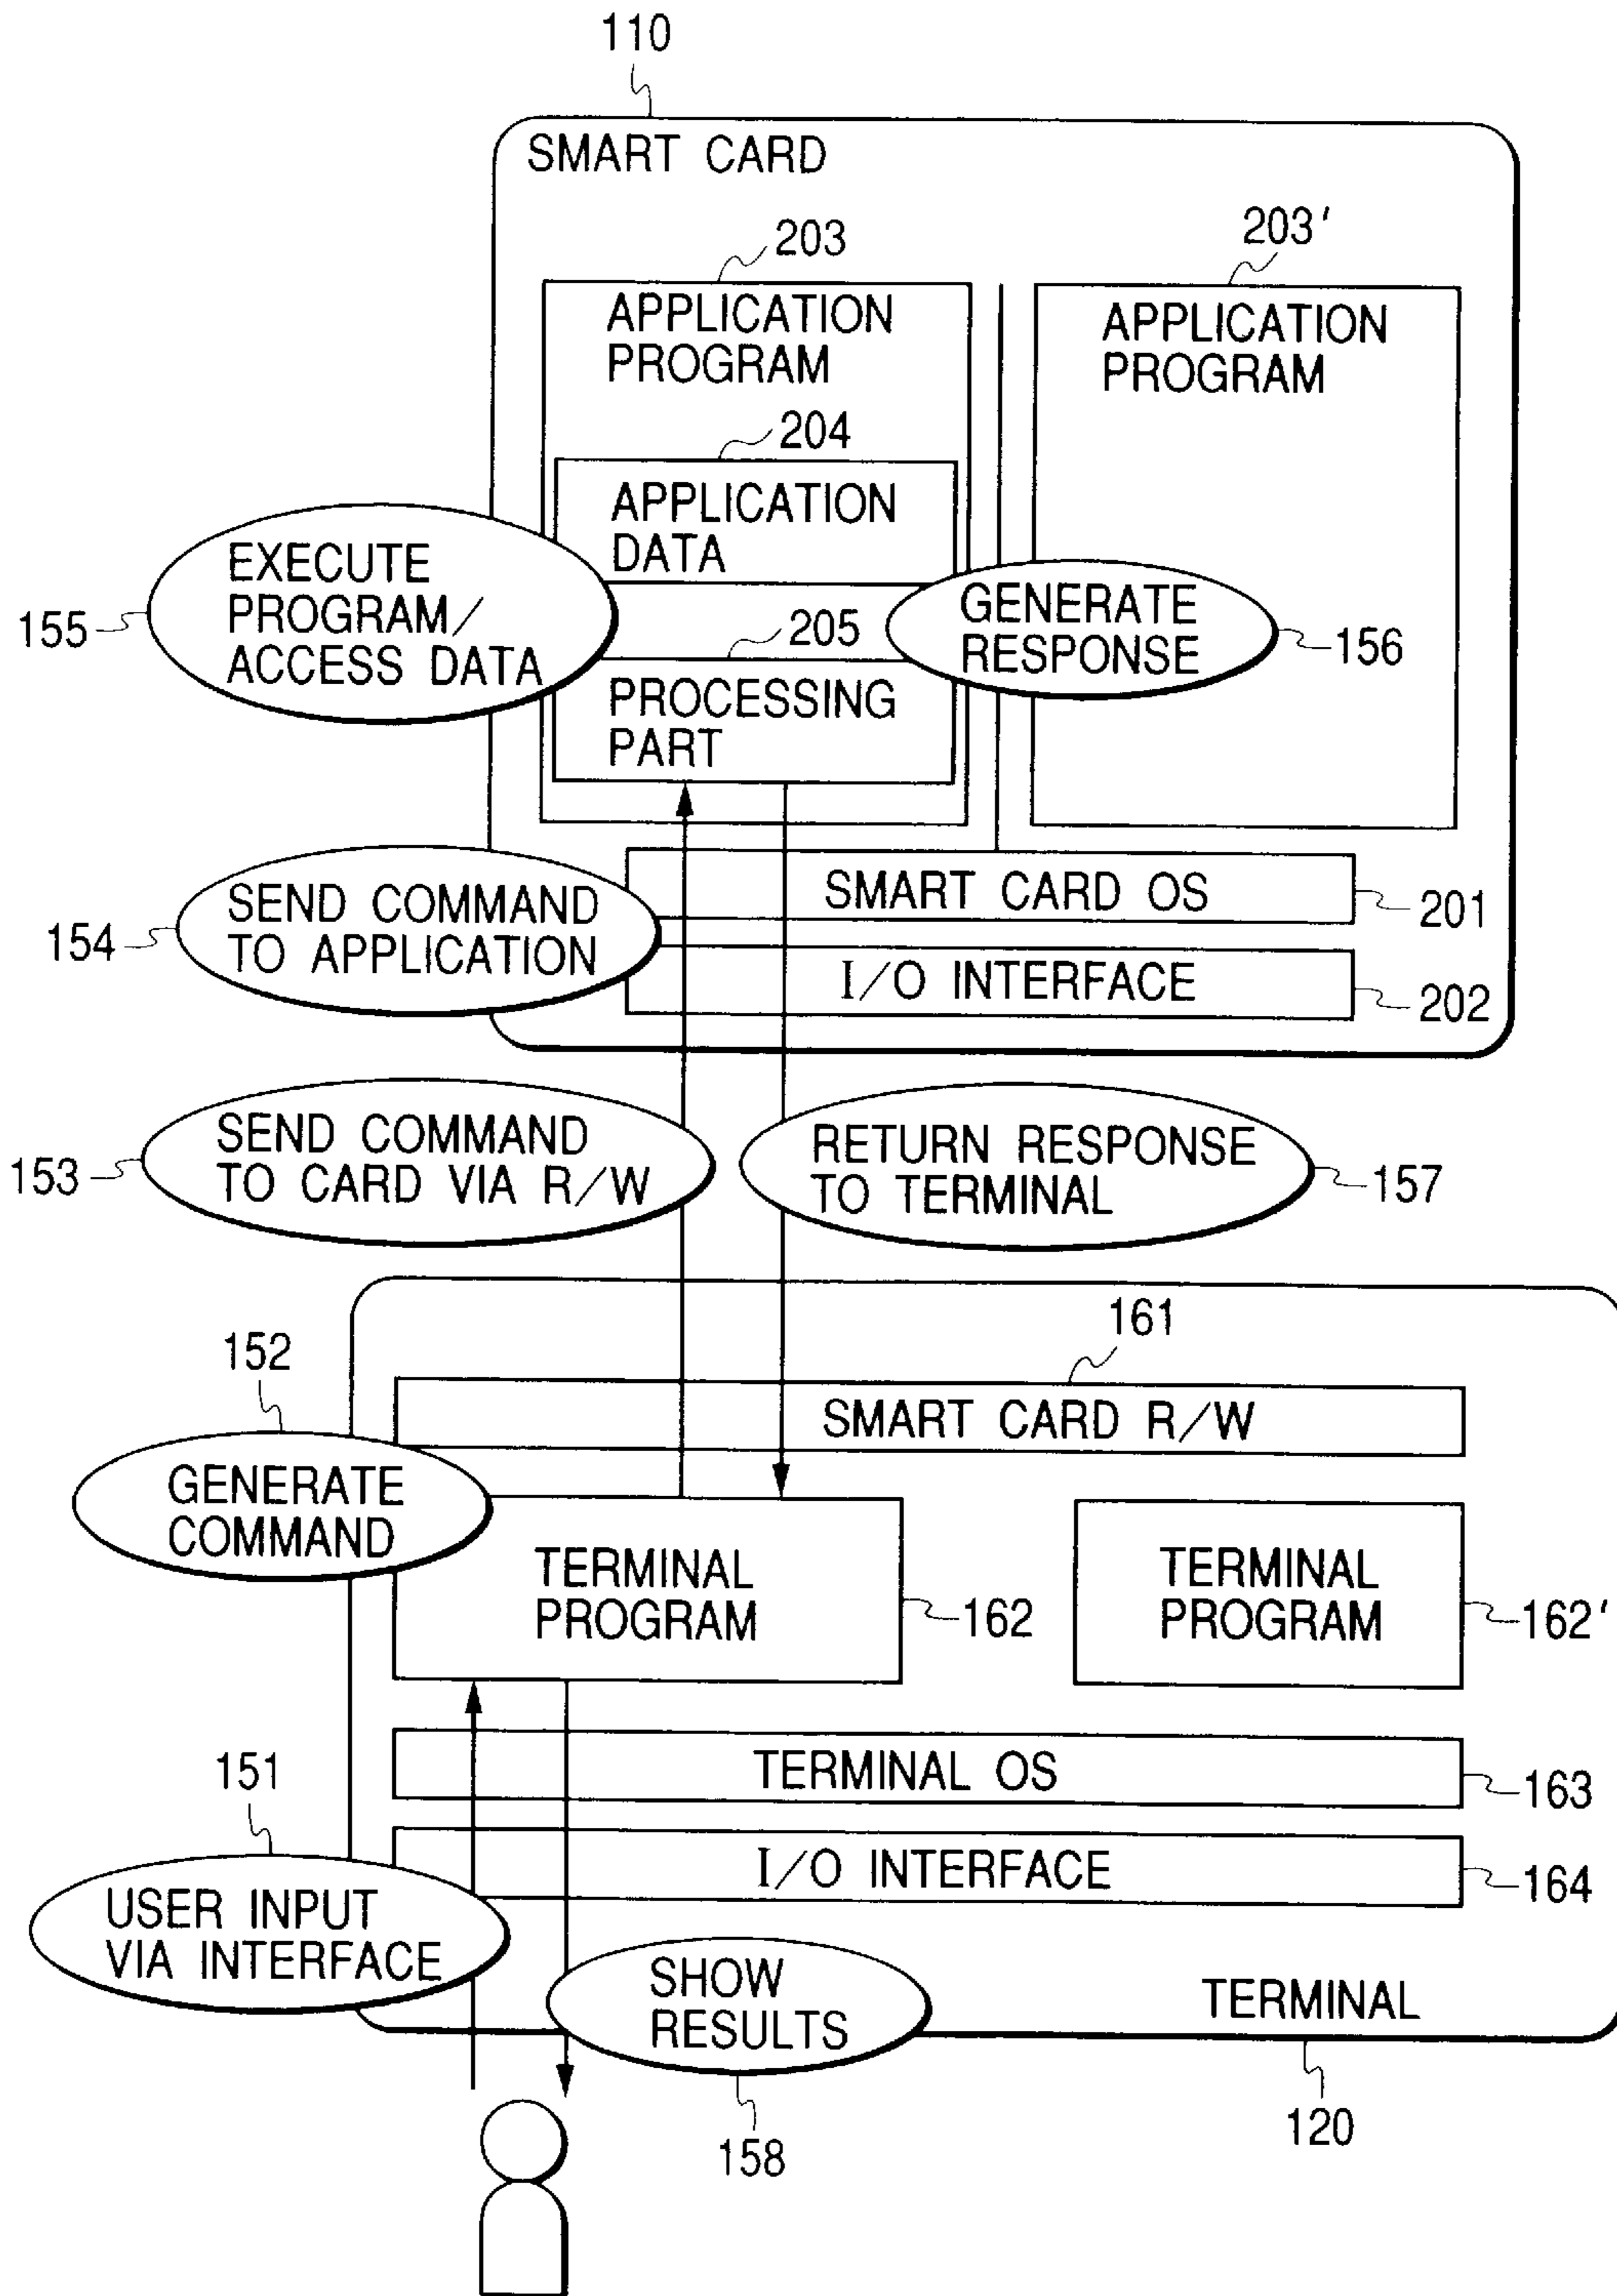 110
SMART CARD
203
203'
APPLICATION
PROGRAM
APPLICATION
PROGRAM
204
APPLICATION
DATA
155
EXECUTE
PROGRAM/
ACCESS DATA
205
GENERATE
RESPONSE
156
PROCESSING
PART
154
SEND COMMAND
TO APPLICATION
SMART CARD OS
201
I/O INTERFACE
202
153
SEND COMMAND
TO CARD VIA R/W
RETURN RESPONSE
TO TERMINAL
157
161
152
SMART CARD R/W
GENERATE
COMMAND
TERMINAL
PROGRAM
162
TERMINAL
PROGRAM
162'
151
TERMINAL OS
163
I/O INTERFACE
164
USER INPUT
VIA INTERFACE
SHOW
RESULTS
TERMINAL
158
120